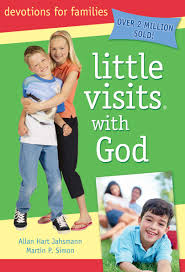 devotions for families
OVER 2 MILLION
SOLD!
little
visits®
with
God
Allan Hart Jahsmann
Martin P. Simon